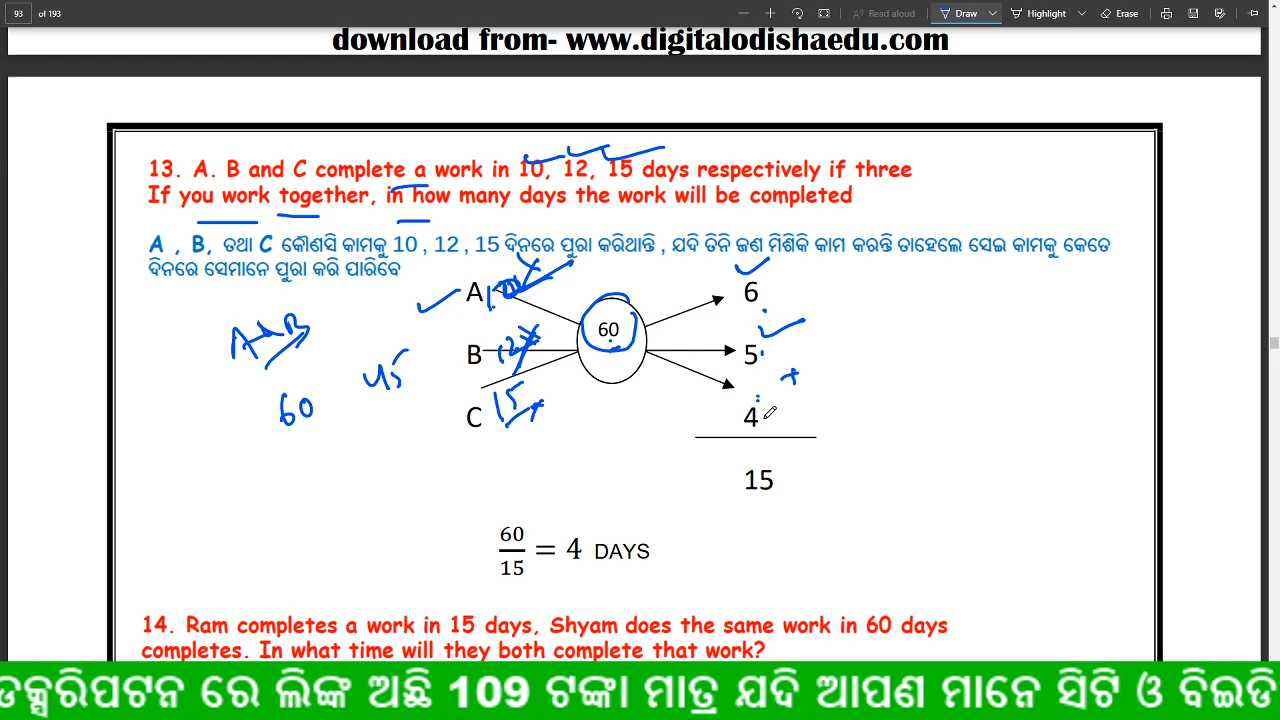 93 of 193 Read aloud Draw Highlight Erase
download from- www.digitalodishaedu.com
13. A. B and C complete a work in 10, 12, 15 days respectively if three
If you work together, in how many days the work will be completed
A , B, ତଥା C କୌଣସି କାମକୁ 10 , 12 , 15 ଦିନରେ ପୁରା କରିଥାନ୍ତି , ଯଦି ତିନି ଜଣ ମିଶିକି କାମ କରନ୍ତି ତାହେଲେ ସେଇ କାମକୁ କେତେ
ଦିନରେ ସେମାନେ ପୁରା କରି ପାରିବେ
A 6
60
B 12 5
A B
45
+
60
C 15 4
15
60
15
= 4 DAYS
14. Ram completes a work in 15 days, Shyam does the same work in 60 days
completes. In what time will they both complete that work?
ଡିସ୍କ୍ରିପଟନ ରେ ଲିଙ୍କ ଅଛି 109 ଟଙ୍କା ମାତ୍ର ଯଦି ଆପଣ ମାନେ ସିଟି ଓ ବିଇଡି